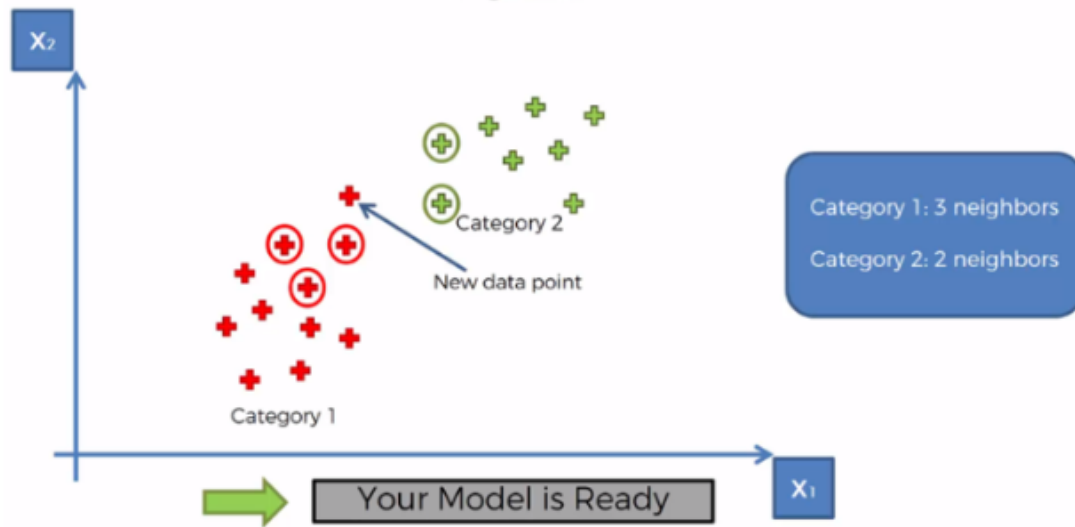 X₂
Category 1: 3 neighbors
Category 2
Category 2: 2 neighbors
New data point
Category 1
Your Model is Ready
X₁